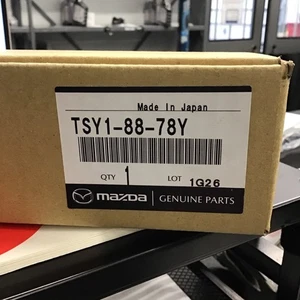 Made In Japan
TSY1-88-78Y
QTY 1 LOT 1G26
mazda GENUINE PARTS